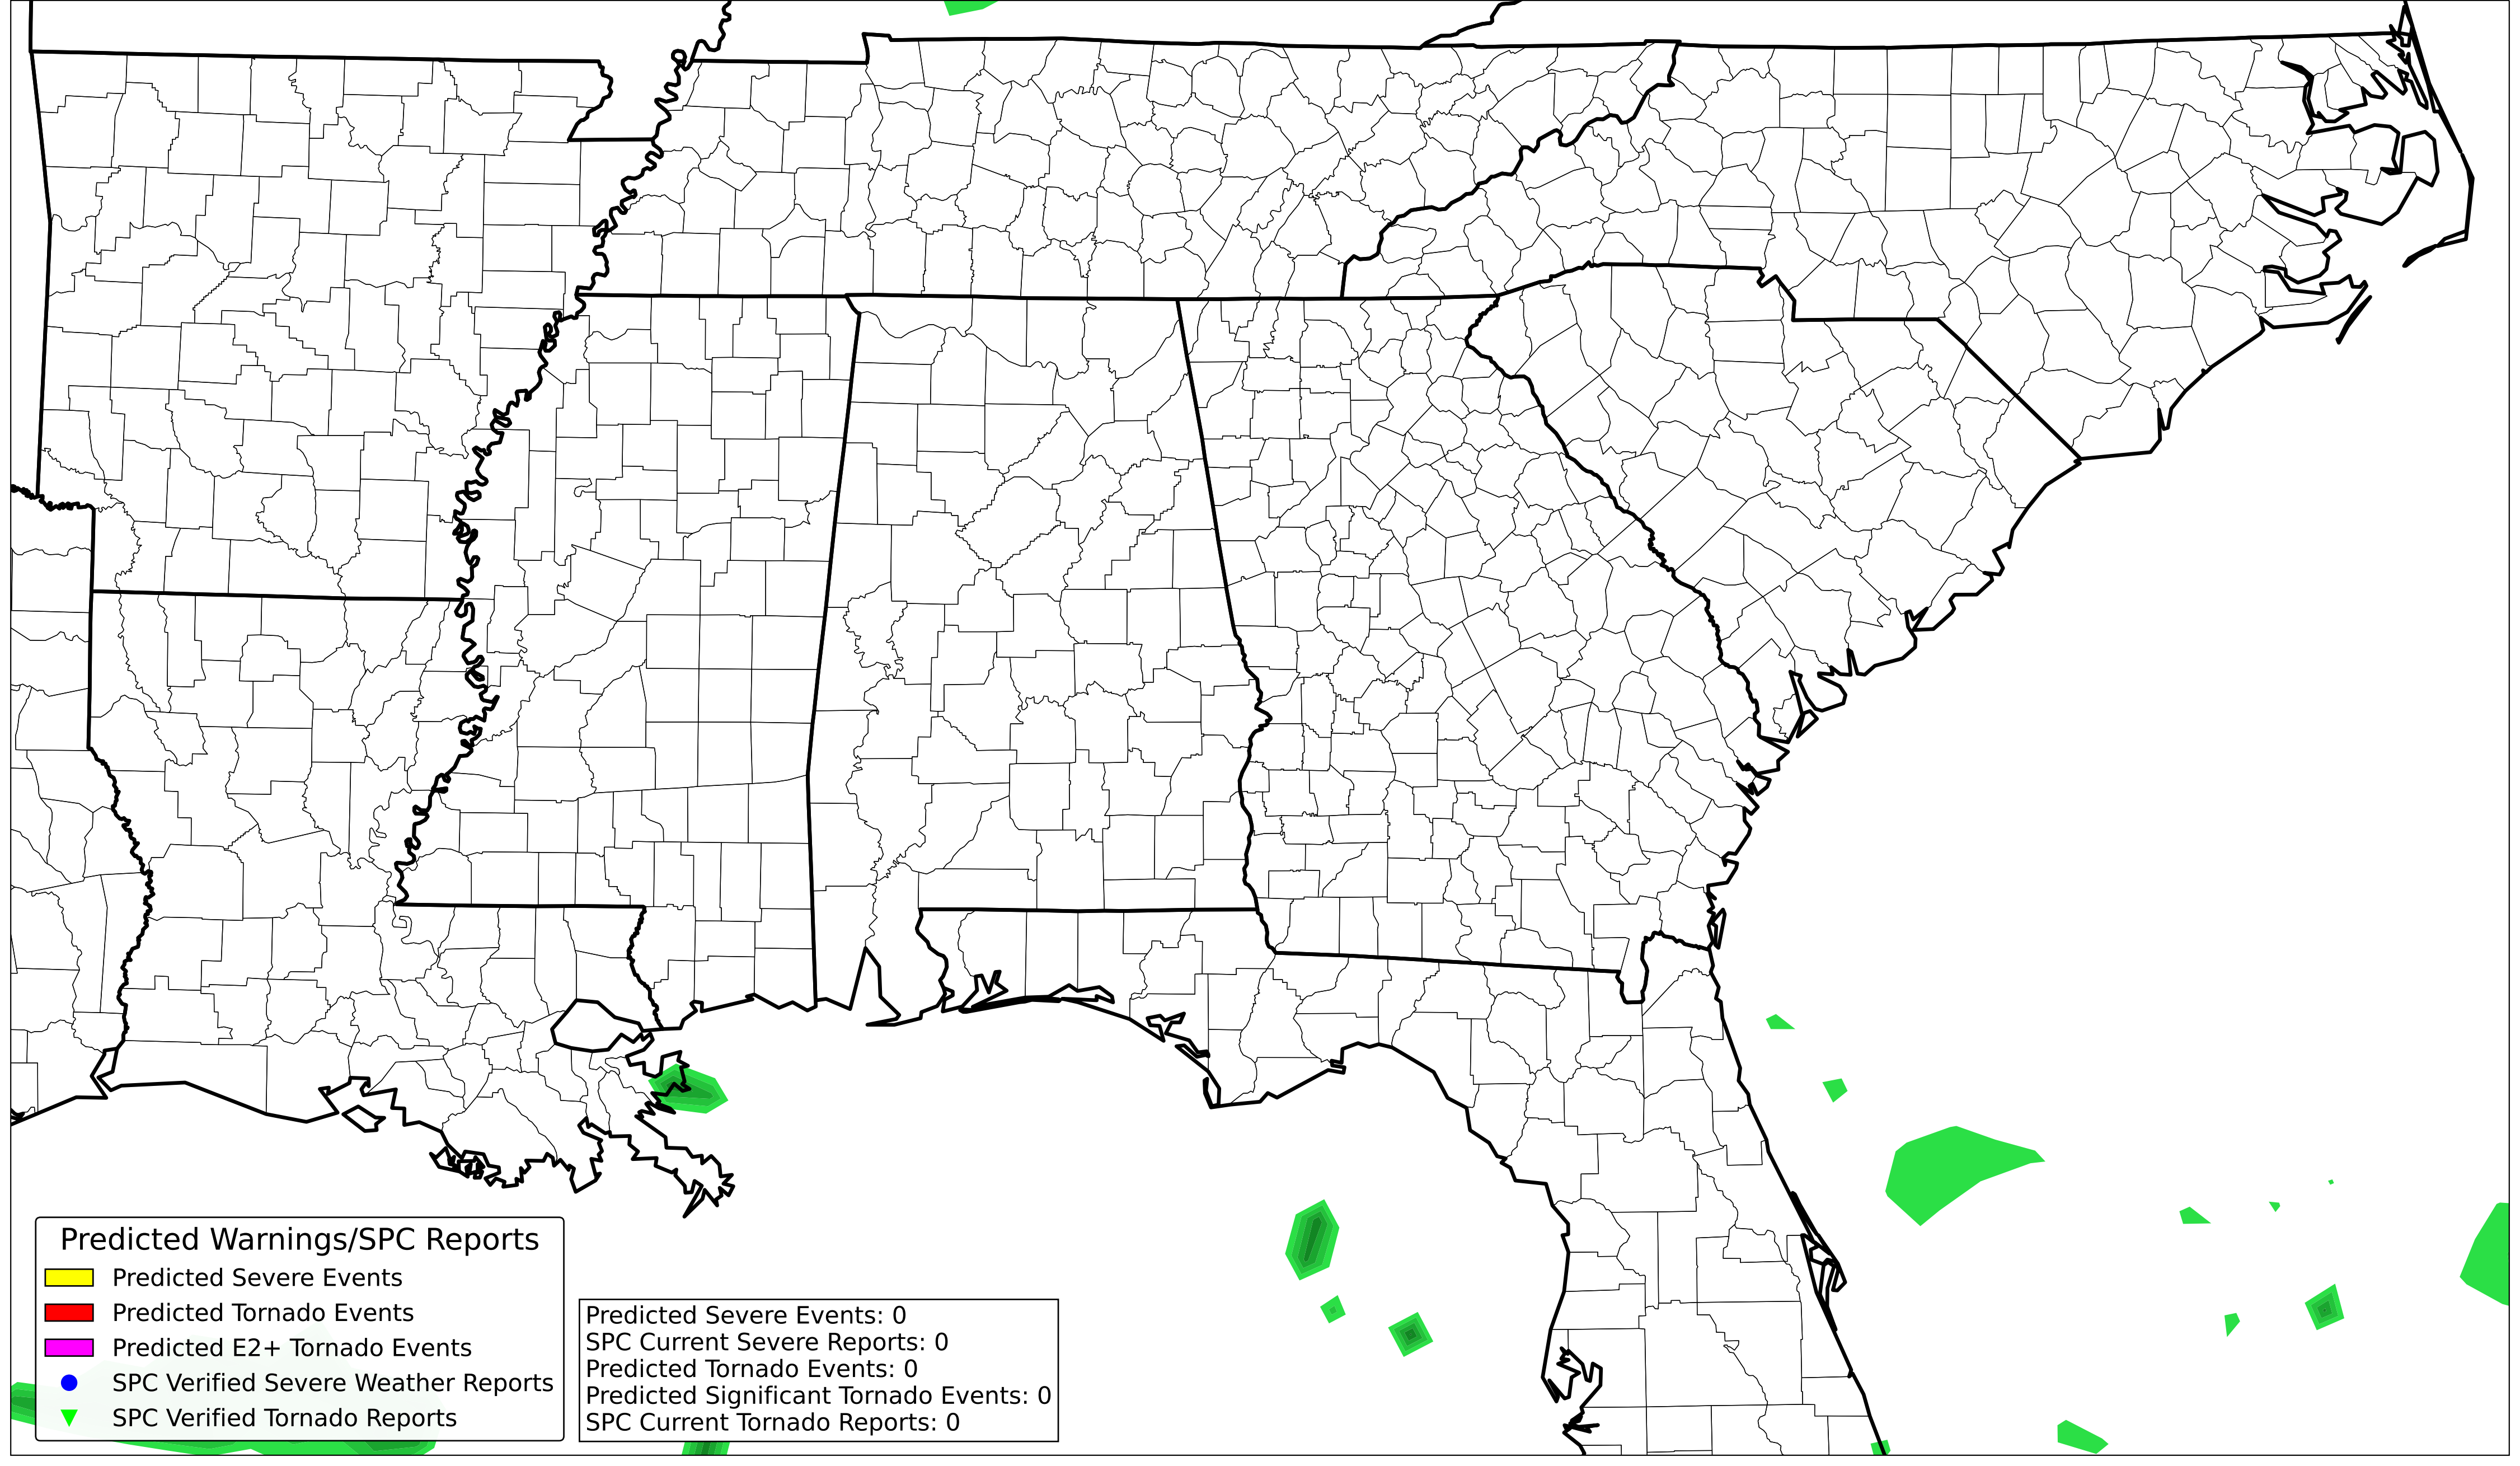 Predicted Warnings/SPC Reports
Predicted Severe Events
Predicted Tornado Events
Predicted E2+ Tornado Events
SPC Verified Severe Weather Reports
SPC Verified Tornado Reports
Predicted Severe Events: 0
SPC Current Severe Reports: 0
Predicted Tornado Events: 0
Predicted Significant Tornado Events: 0
SPC Current Tornado Reports: 0